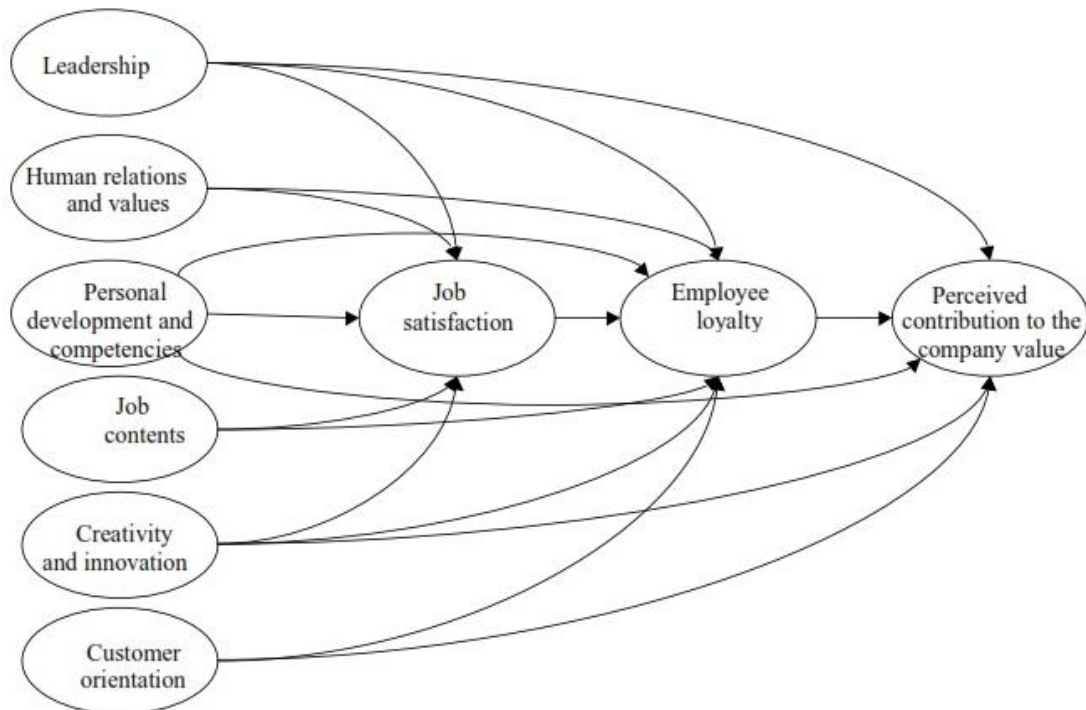 Leadership
Human relations
and values
Personal
development and
competencies
Job
satisfaction
Employee
loyalty
Perceived
contribution to the
company value
Job
contents
Creativity
and innovation
Customer
orientation